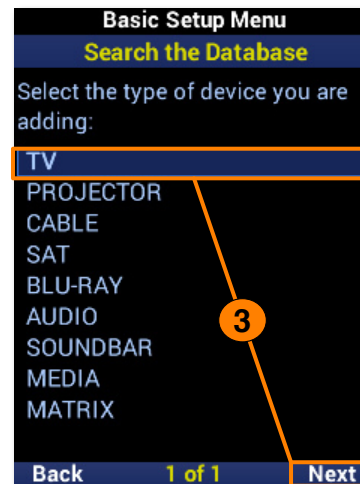 Basic Setup Menu
Search the Database
Select the type of device you are
adding:
TV
PROJECTOR
CABLE
SAT
BLU-RAY
AUDIO
3
SOUNDBAR
MEDIA
MATRIX
Back 1 of 1 Next